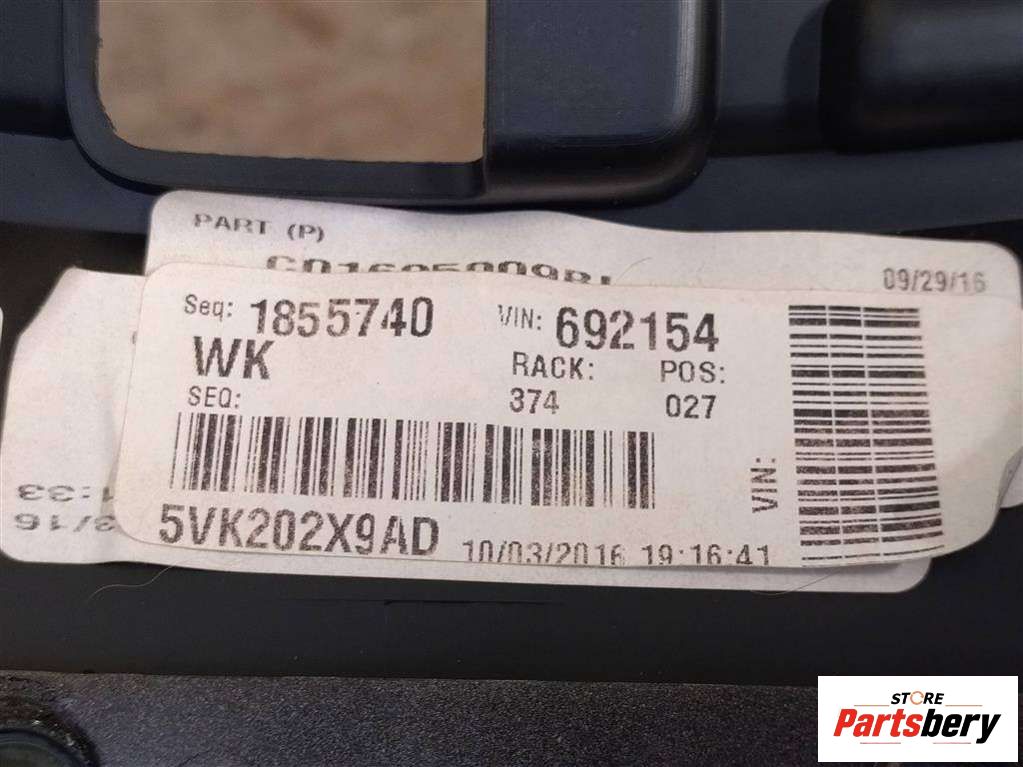 PART (P)
09/29/16
Seq: 1855740 VIN: 692154
WK RACK: POS:
SEQ: 374 027
VIN:
5VK202X9AD 10/03/2016 19:16:41
STORE
Partsbery